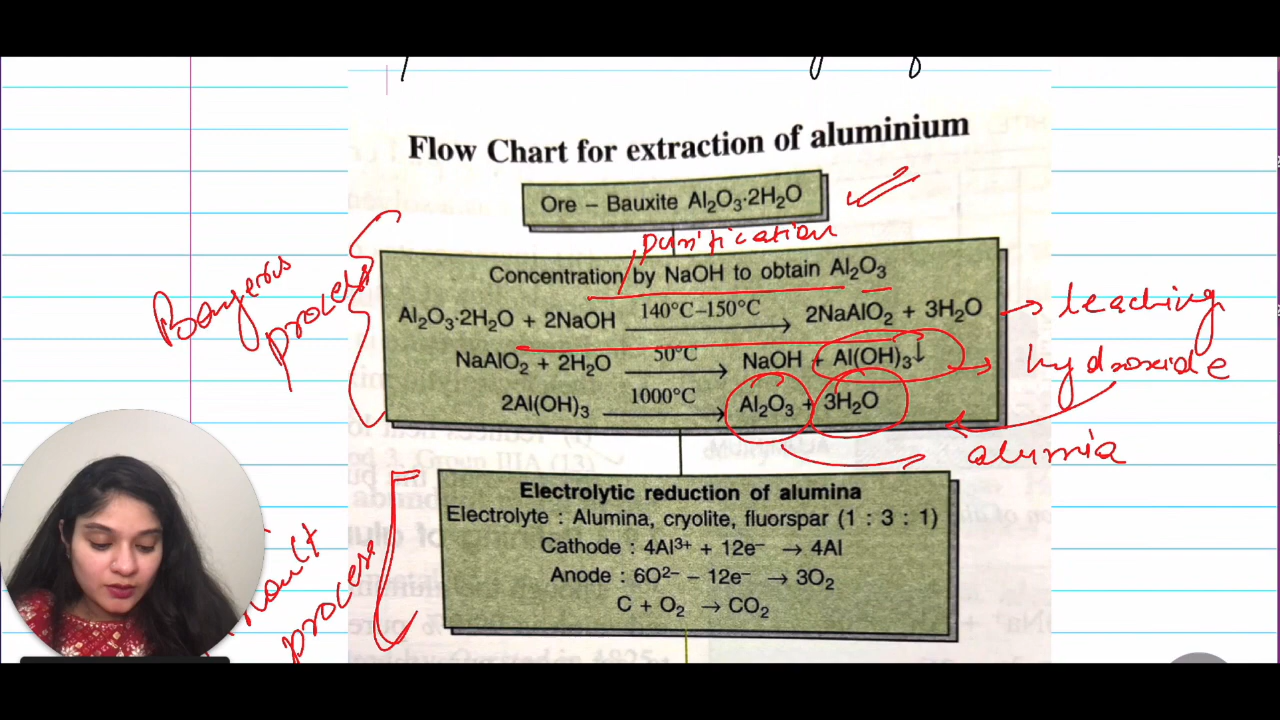 Flow Chart for extraction of aluminium
Ore – Bauxite Al₂O₃·2H₂O
purification
Concentration by NaOH to obtain Al₂O₃
Al₂O₃·2H₂O + 2NaOH 140°C–150°C → 2NaAlO₂ + 3H₂O → leaching
NaAlO₂ + 2H₂O 50°C → NaOH + Al(OH)₃↓ → hydroxide
2Al(OH)₃ 1000°C → Al₂O₃ + 3H₂O
process
alumia
Electrolytic reduction of alumina
Electrolyte : Alumina, cryolite, fluorspar (1 : 3 : 1)
Cathode : 4Al³⁺ + 12e⁻ → 4Al
Anode : 6O²⁻ – 12e⁻ → 3O₂
C + O₂ → CO₂
process